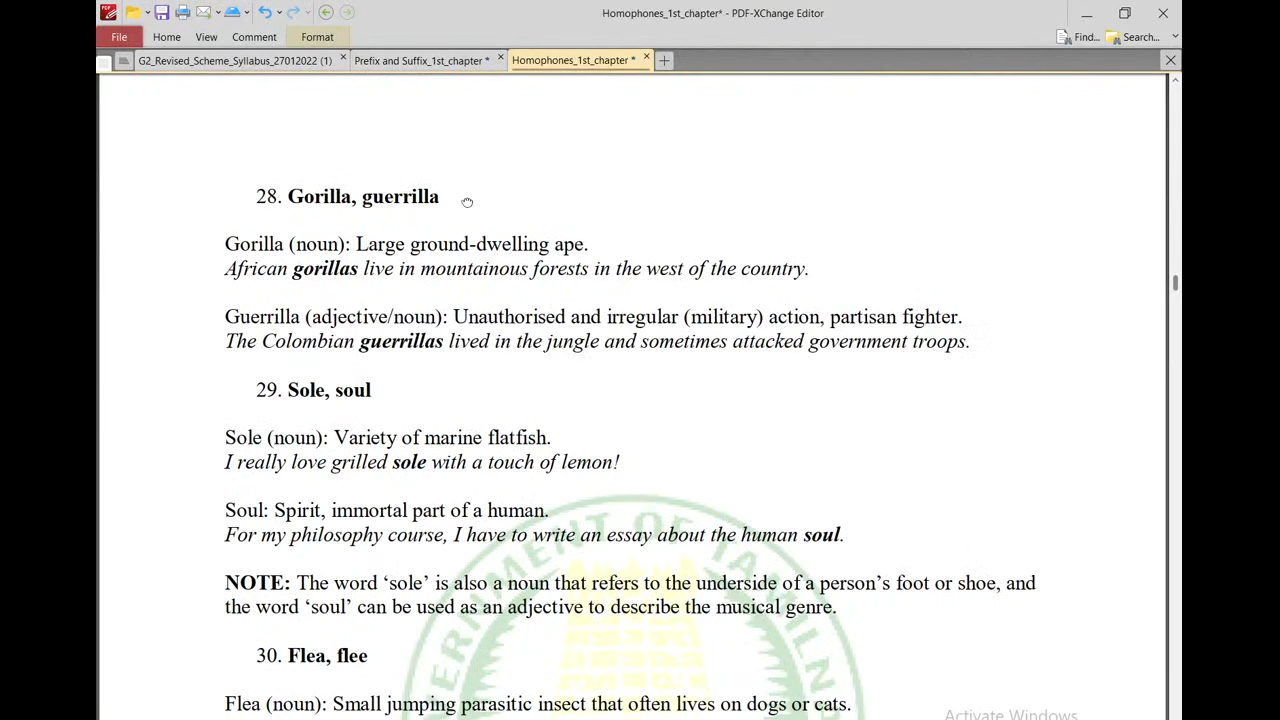 Homophones_1st_chapter* - PDF-XChange Editor
File Home View Comment Format Find... Search...
G2_Revised_Scheme_Syllabus_27012022 (1) Prefix and Suffix_1st_chapter * Homophones_1st_chapter *
28. Gorilla, guerrilla
Gorilla (noun): Large ground-dwelling ape.
African gorillas live in mountainous forests in the west of the country.
Guerrilla (adjective/noun): Unauthorised and irregular (military) action, partisan fighter.
The Colombian guerrillas lived in the jungle and sometimes attacked government troops.
29. Sole, soul
Sole (noun): Variety of marine flatfish.
I really love grilled sole with a touch of lemon!
Soul: Spirit, immortal part of a human.
For my philosophy course, I have to write an essay about the human soul.
NOTE: The word ‘sole’ is also a noun that refers to the underside of a person’s foot or shoe, and
the word ‘soul’ can be used as an adjective to describe the musical genre.
30. Flea, flee
Flea (noun): Small jumping parasitic insect that often lives on dogs or cats.
Activate Windows